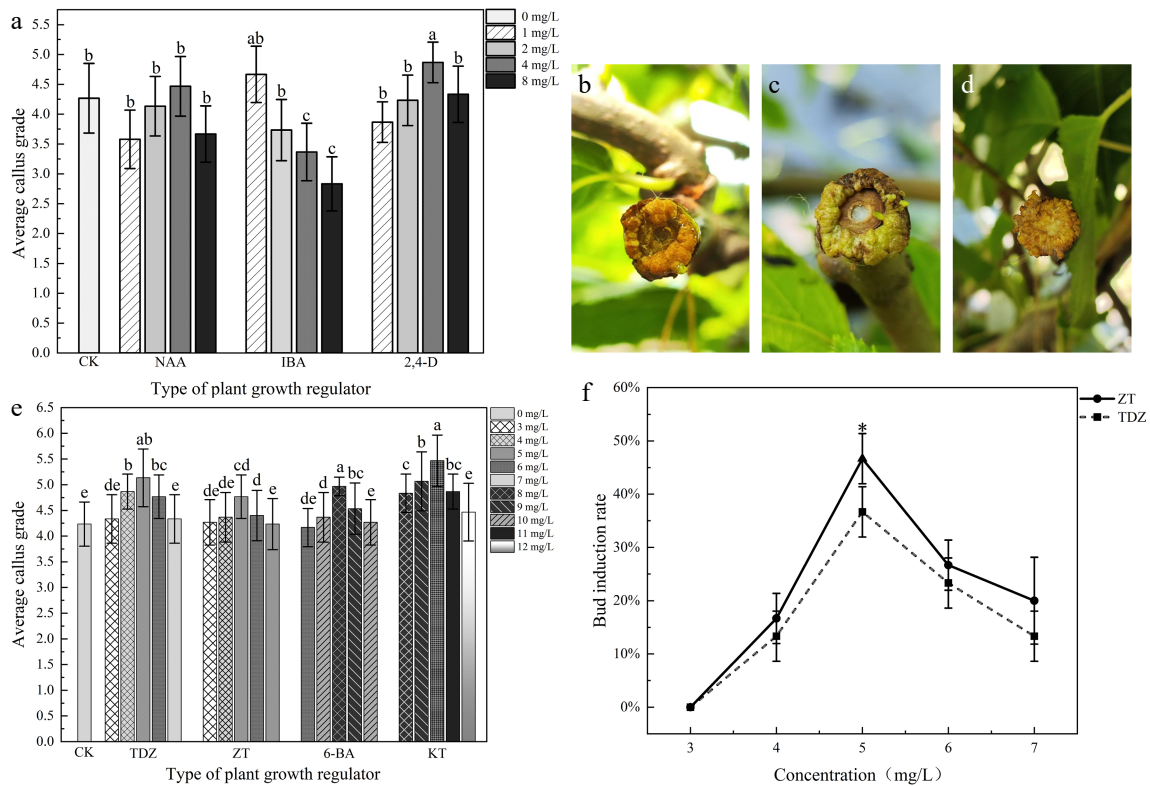 a
5.5
5.0
4.5
4.0
3.5
3.0
2.5
2.0
1.5
1.0
0.5
0.0
Average callus grade
b b b b b ab b c c b b a b
0 mg/L
1 mg/L
2 mg/L
4 mg/L
8 mg/L
CK NAA IBA 2,4-D
Type of plant growth regulator
b c d
e
6.5
6.0
5.5
5.0
4.5
4.0
3.5
3.0
2.5
2.0
1.5
1.0
0.5
0.0
Average callus grade
e de b ab bc e de de cd d e d d a bc e c b a bc e
0 mg/L
3 mg/L
4 mg/L
5 mg/L
6 mg/L
7 mg/L
8 mg/L
9 mg/L
10 mg/L
11 mg/L
12 mg/L
CK TDZ ZT 6-BA KT
Type of plant growth regulator
f
60%
50%
40%
30%
20%
10%
0%
Bud induction rate
*
ZT
TDZ
3 4 5 6 7
Concentration（mg/L）